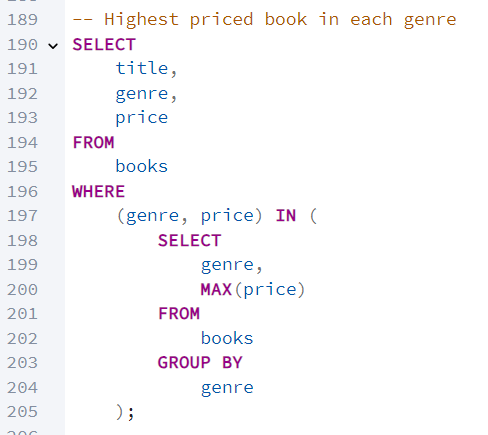 189 -- Highest priced book in each genre
190 SELECT
191     title,
192     genre,
193     price
194 FROM
195     books
196 WHERE
197     (genre, price) IN (
198         SELECT
199             genre,
200             MAX(price)
201         FROM
202             books
203         GROUP BY
204             genre
205     );